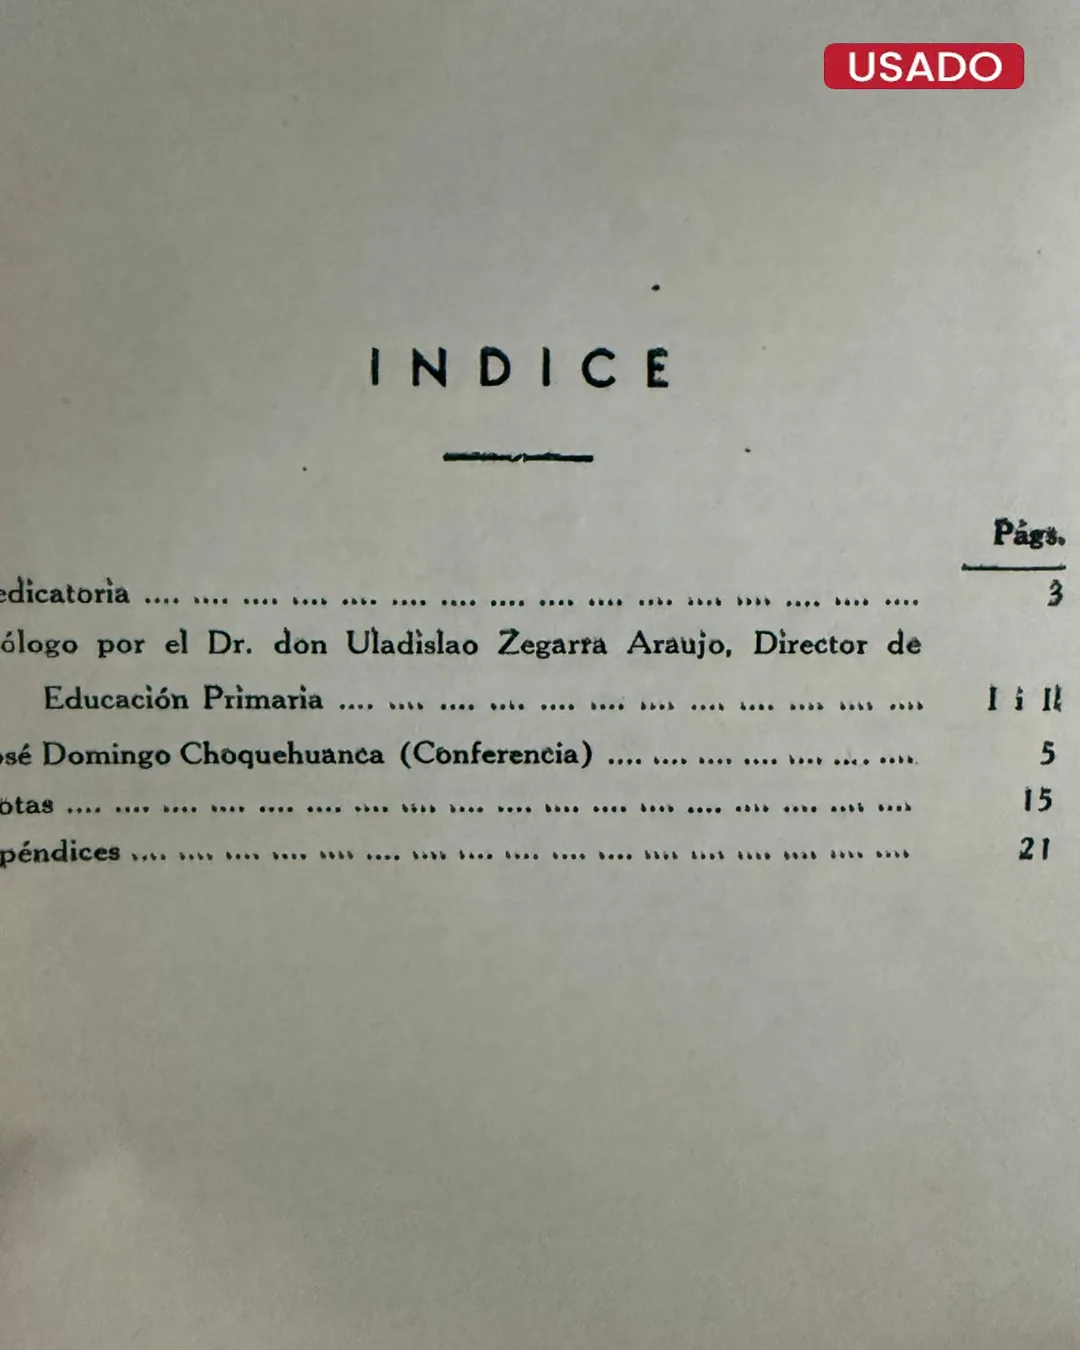 USADO
INDICE
Págs.
edicatoria .... .... .... .... .... .... .... .... .... .... .... .... .... .... .... .... 3
ólogo por el Dr. don Uladislao Zegarra Araujo, Director de
Educación Primaria .... .... .... .... .... .... .... .... .... .... .... .... I i II
osé Domingo Choquehuanca (Conferencia) .... .... .... .... .... .... .... 5
otas .... .... .... .... .... .... .... .... .... .... .... .... .... .... .... .... .... .... 15
péndices .... .... .... .... .... .... .... .... .... .... .... .... .... .... .... .... .... 21